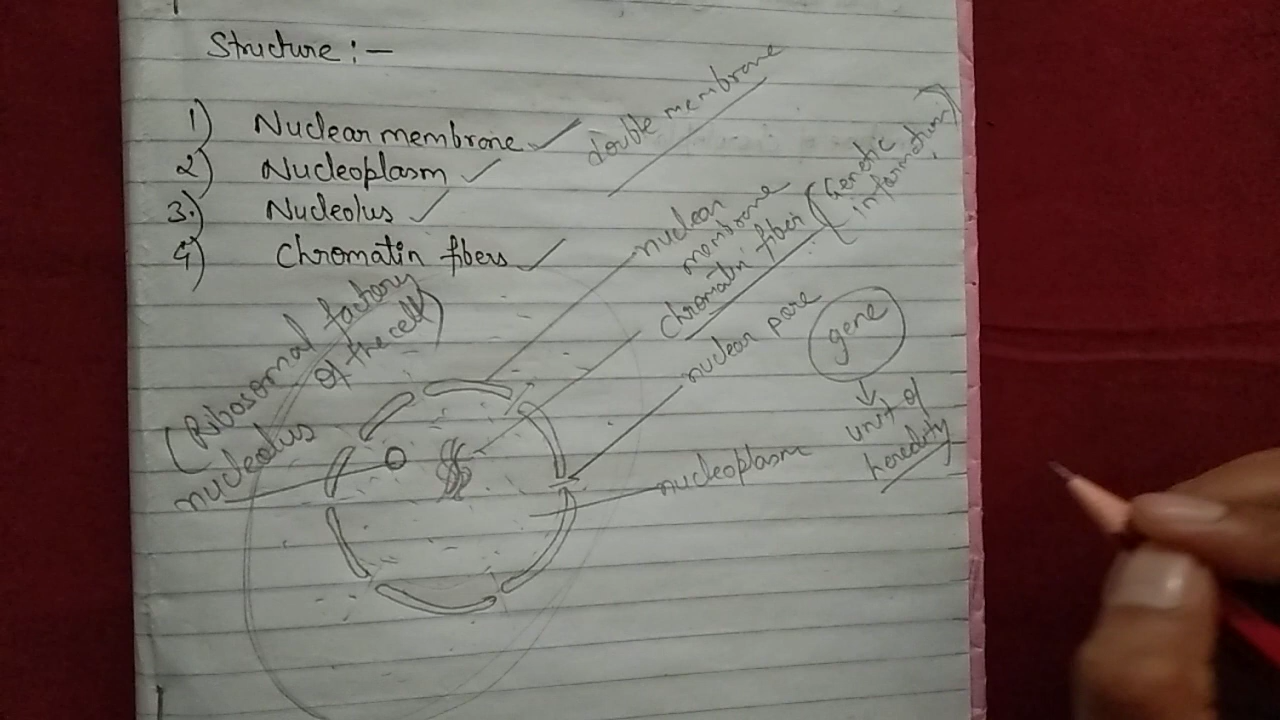 Structure :-
1) Nuclear membrane
double membrane
2) Nucleoplasm
3.) Nucleolus
4) Chromatin fibers
nuclear
membrane
chromatin fiber (Genetic
information)
nuclear pore
gene
unit of
heredity
nucleoplasm
(Ribosomal factory
of the cell)
nucleolus